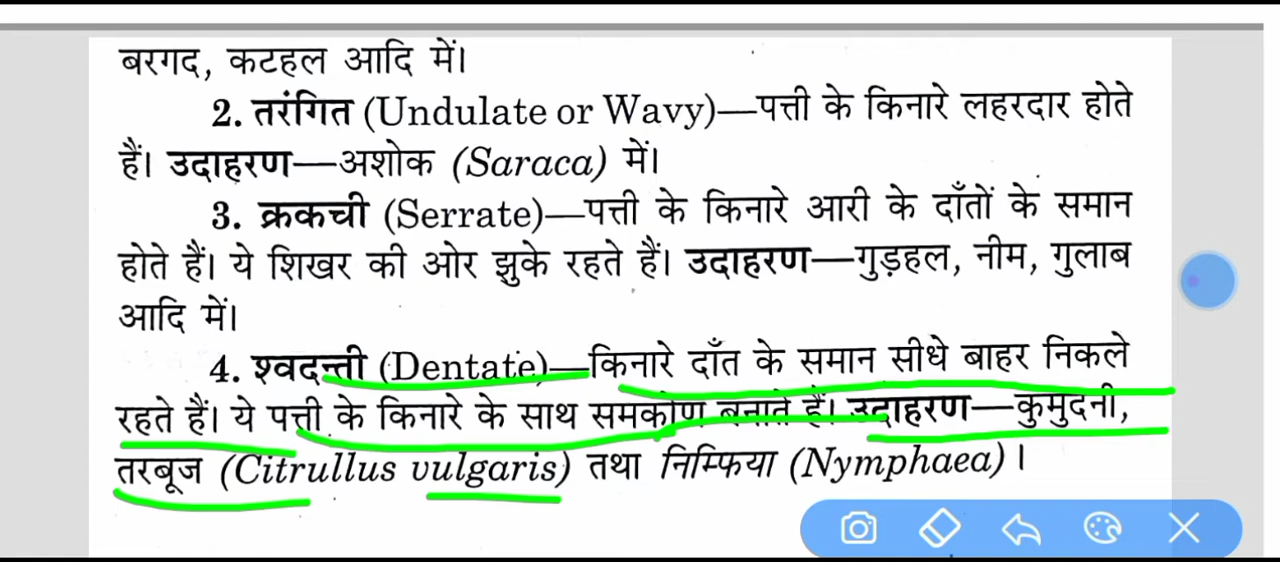 बरगद, कटहल आदि में।
2. तरंगित (Undulate or Wavy)—पत्ती के किनारे लहरदार होते
हैं। उदाहरण—अशोक (Saraca) में।
3. क्रकची (Serrate)—पत्ती के किनारे आरी के दाँतों के समान
होते हैं। ये शिखर की ओर झुके रहते हैं। उदाहरण—गुड़हल, नीम, गुलाब
आदि में।
4. श्वदन्ती (Dentate)—किनारे दाँत के समान सीधे बाहर निकले
रहते हैं। ये पत्ती के किनारे के साथ समकोण बनाते हैं। उदाहरण—कुमुदनी,
तरबूज (Citrullus vulgaris) तथा निम्फिया (Nymphaea)।